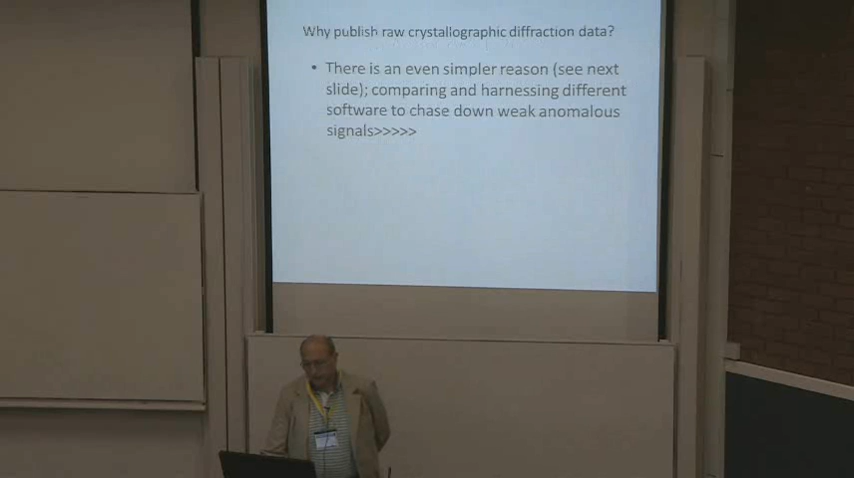 Why publish raw crystallographic diffraction data?
• There is an even simpler reason (see next
slide); comparing and harnessing different
software to chase down weak anomalous
signals>>>>>